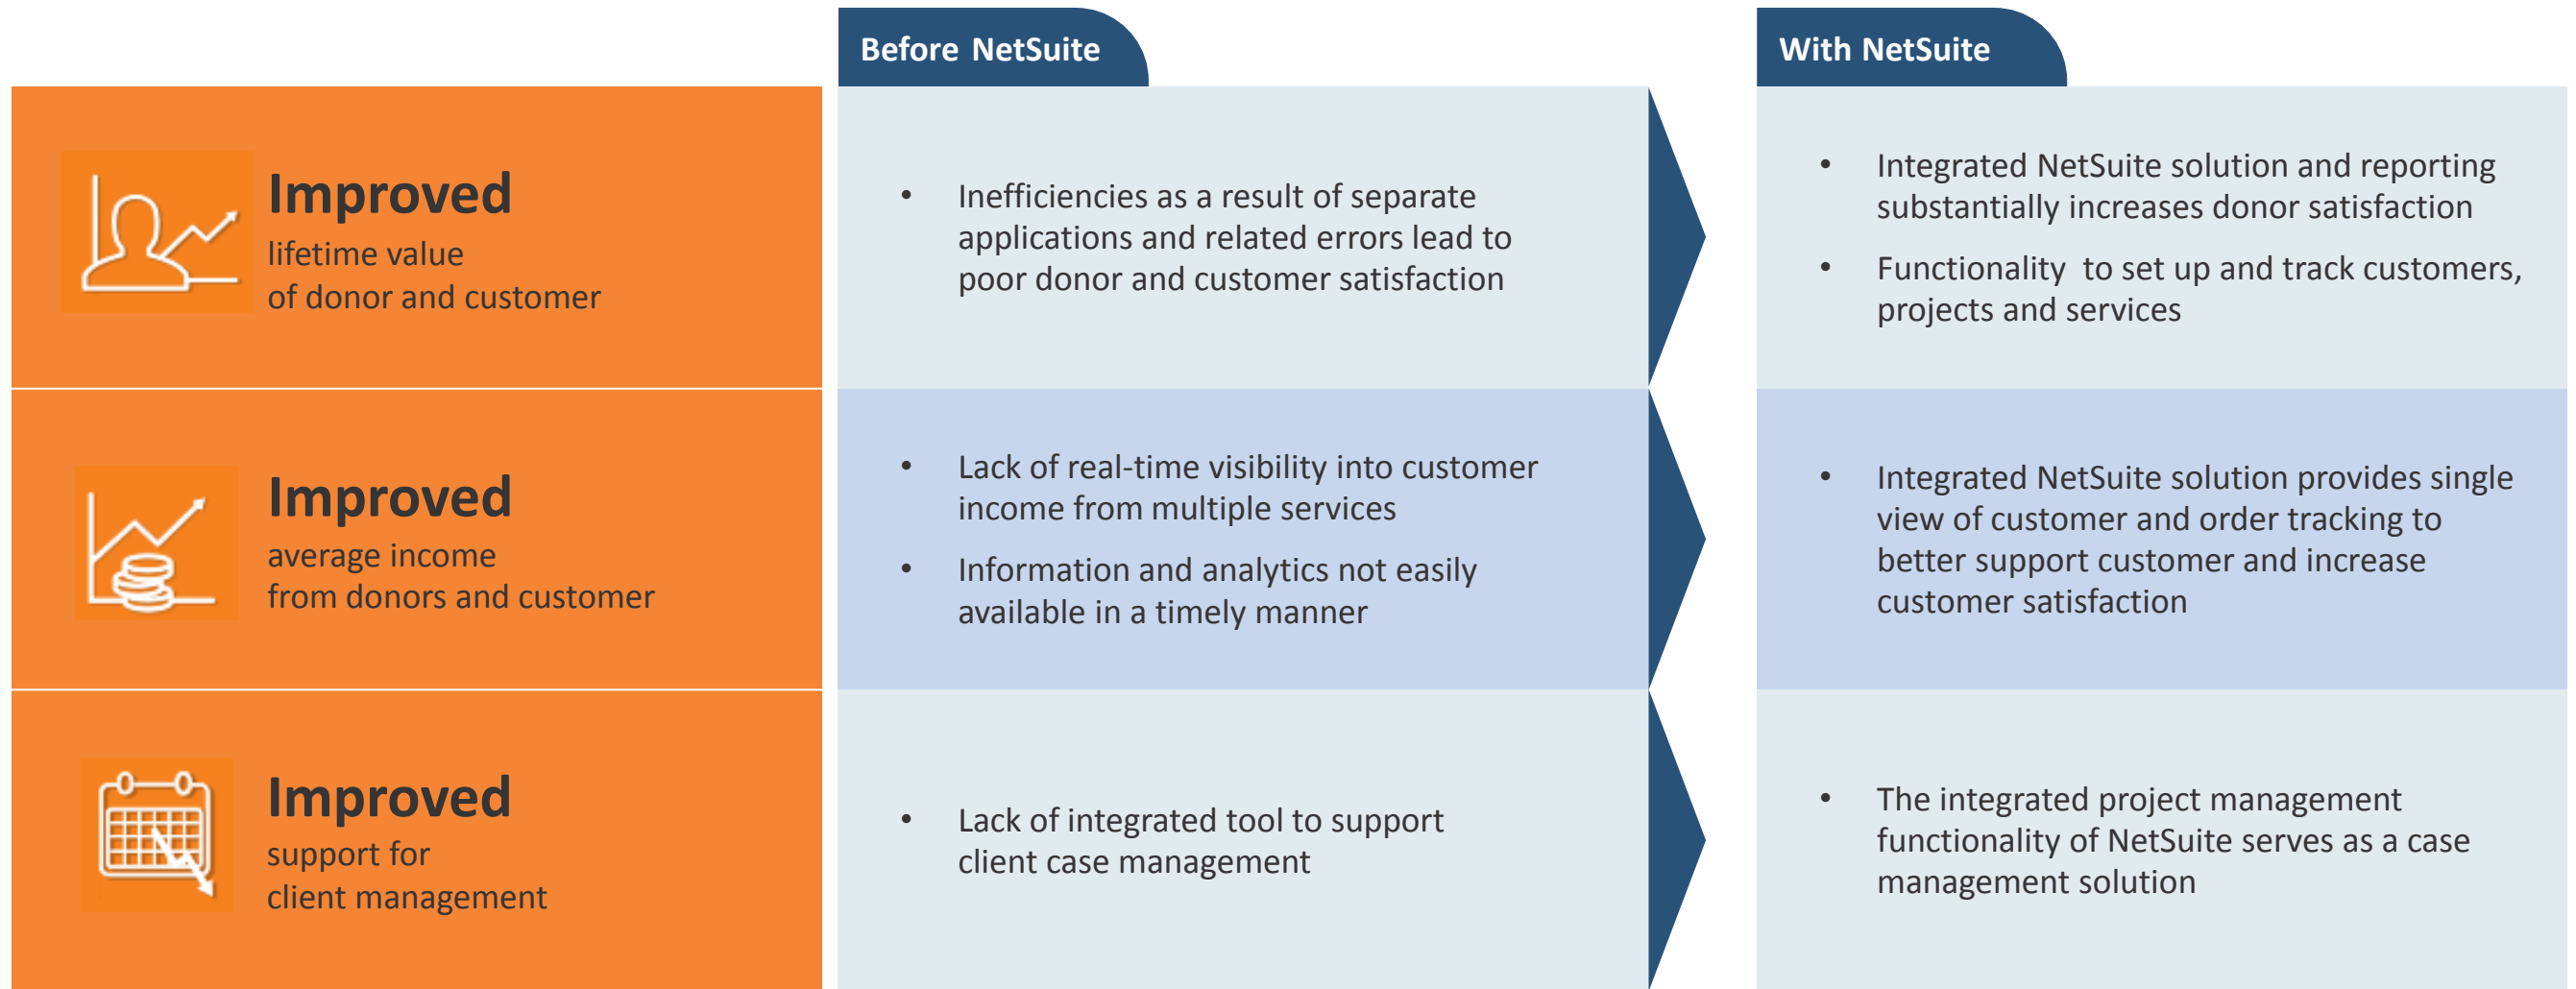 Before NetSuite
With NetSuite
Improved
lifetime value
of donor and customer
• Inefficiencies as a result of separate
applications and related errors lead to
poor donor and customer satisfaction
• Integrated NetSuite solution and reporting
substantially increases donor satisfaction
• Functionality  to set up and track customers,
projects and services
Improved
average income
from donors and customer
• Lack of real-time visibility into customer
income from multiple services
• Information and analytics not easily
available in a timely manner
• Integrated NetSuite solution provides single
view of customer and order tracking to
better support customer and increase
customer satisfaction
Improved
support for
client management
• Lack of integrated tool to support
client case management
• The integrated project management
functionality of NetSuite serves as a case
management solution